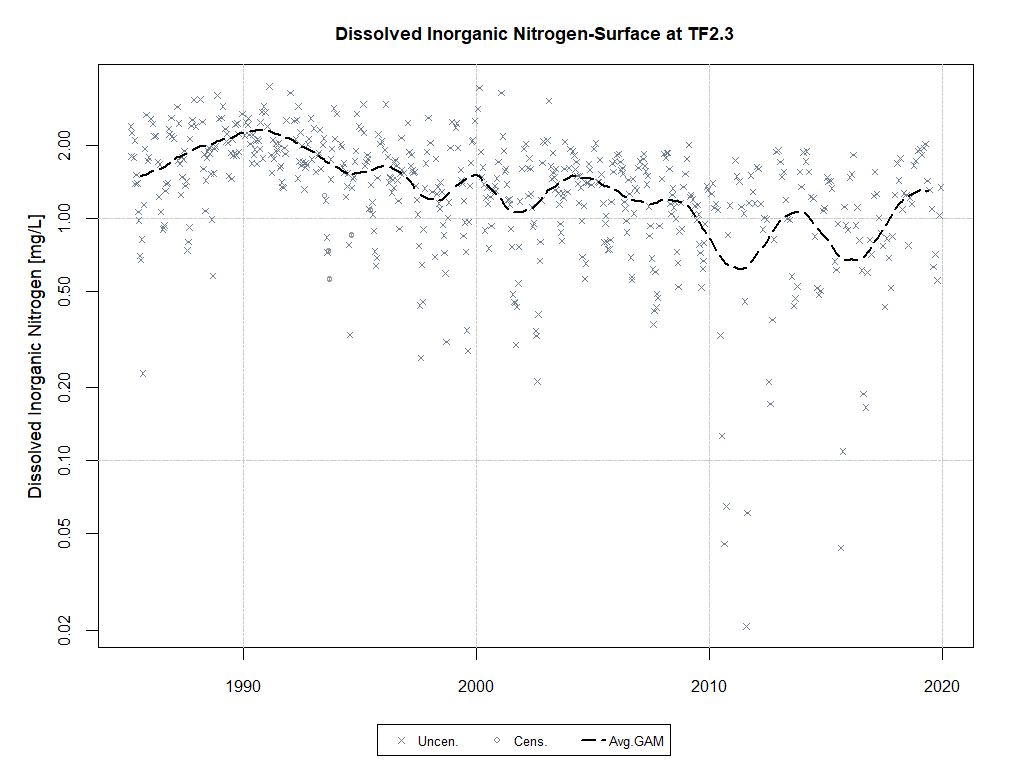 Dissolved Inorganic Nitrogen-Surface at TF2.3
Dissolved Inorganic Nitrogen [mg/L]
2.00
1.00
0.50
0.20
0.10
0.05
0.02
1990 2000 2010 2020
Uncen. Cens. Avg.GAM